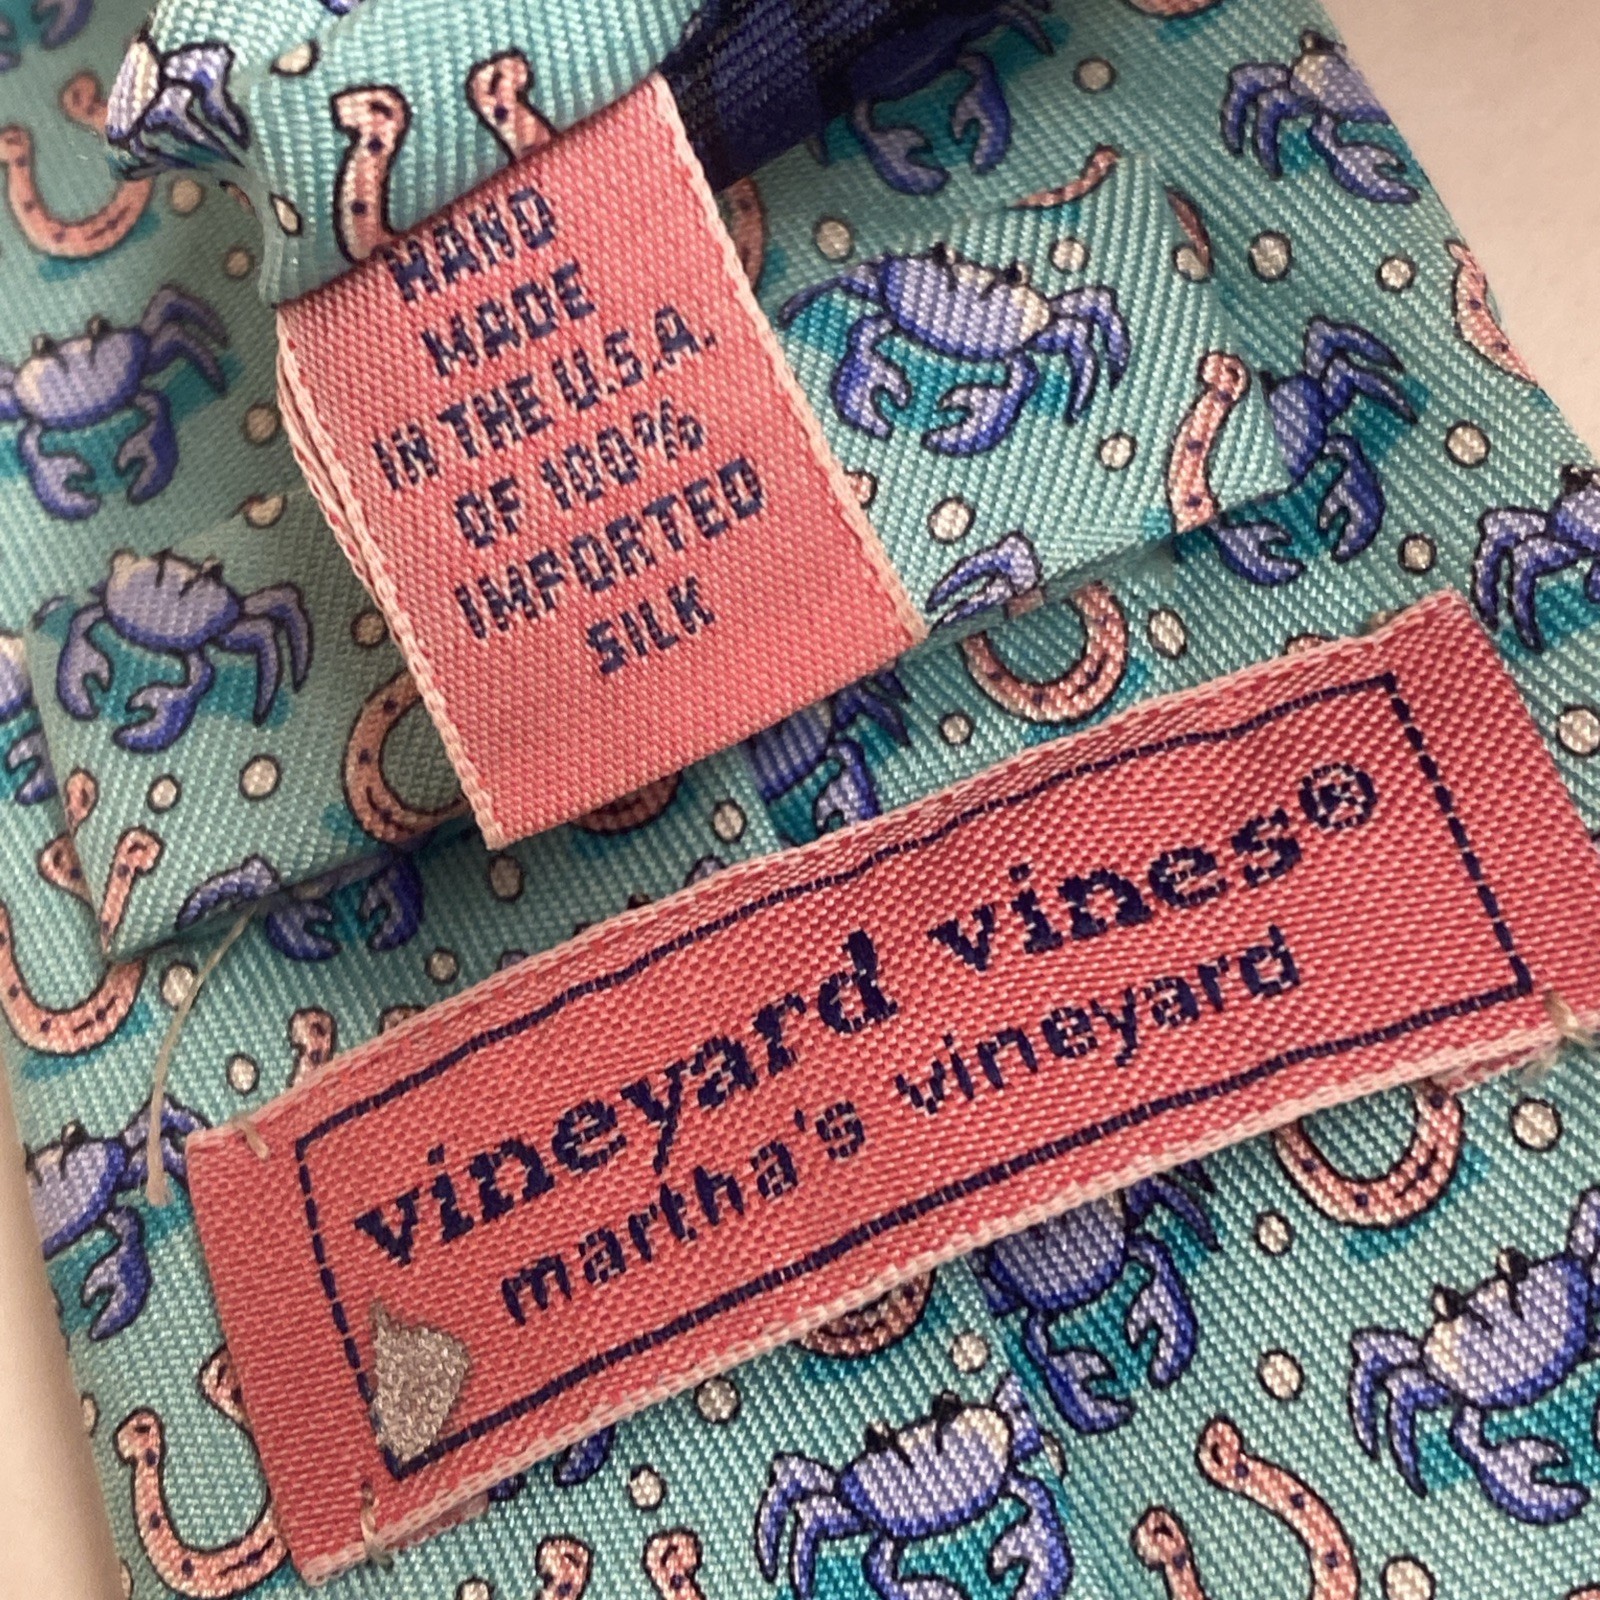 HAND
MADE
IN THE U.S.A.
OF 100%
IMPORTED
SILK
vineyard vines®
martha's vineyard